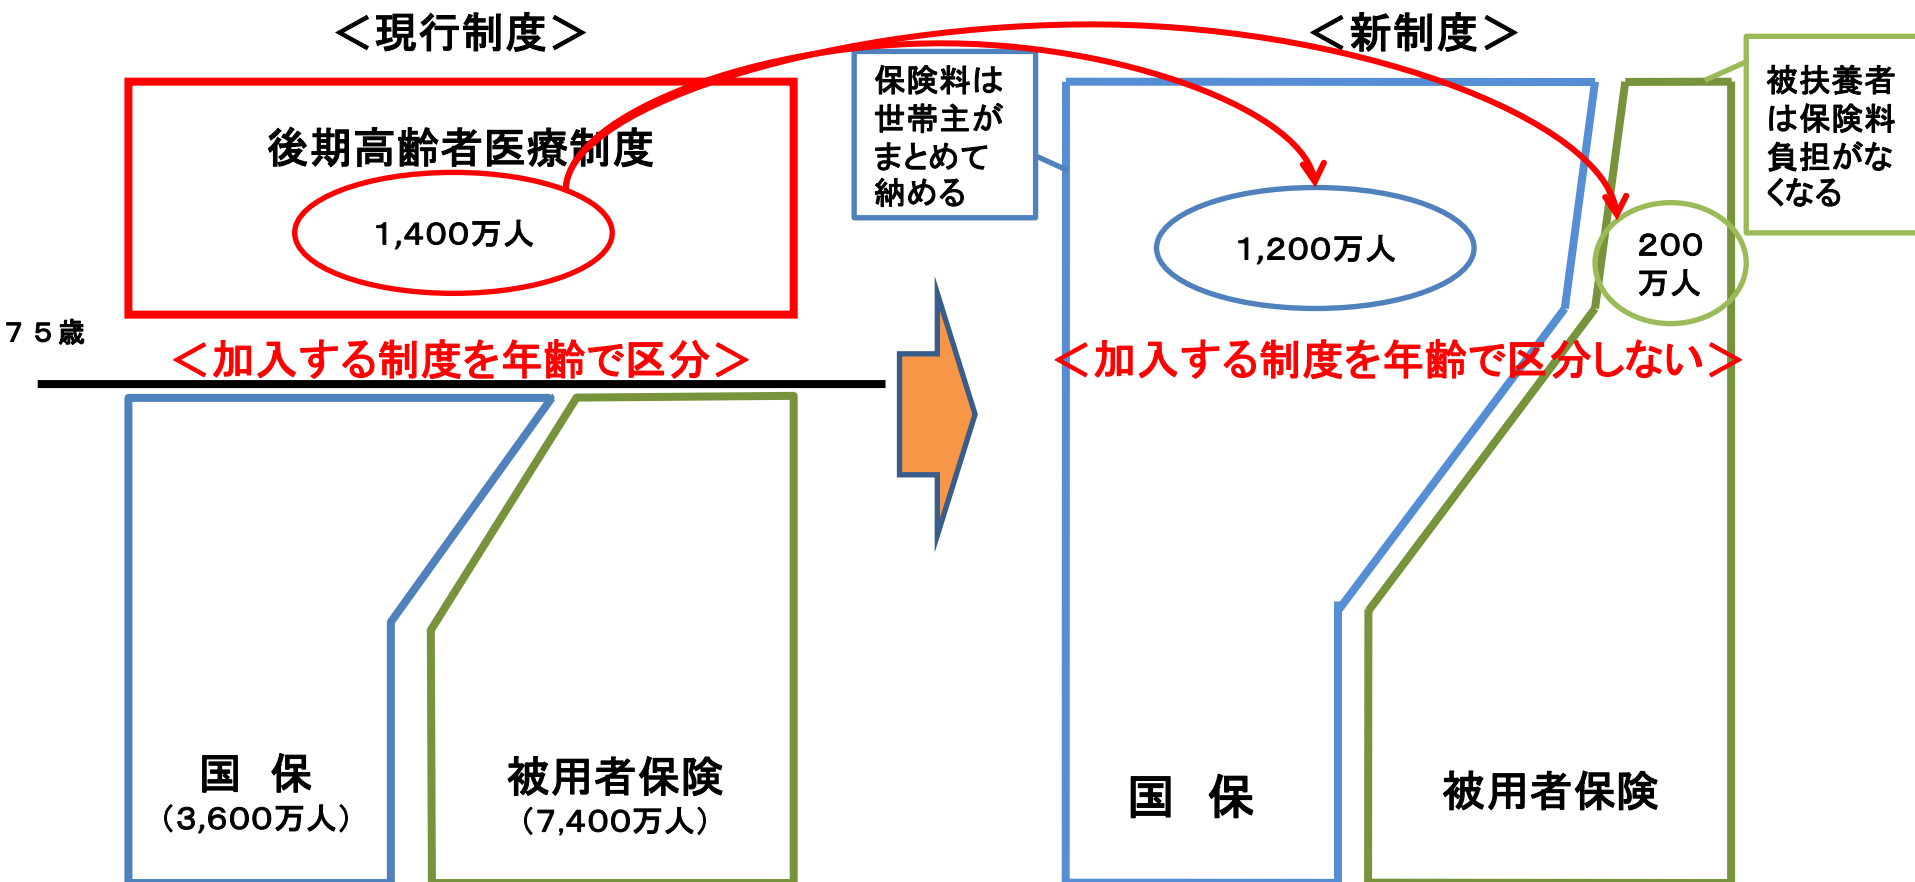 ＜現行制度＞
後期高齢者医療制度
1,400万人
７５歳
＜加入する制度を年齢で区分＞
国　保
（3,600万人）
被用者保険
（7,400万人）
＜新制度＞
保険料は
世帯主が
まとめて
納める
被扶養者
は保険料
負担がな
くなる
1,200万人
200
万人
＜加入する制度を年齢で区分しない＞
国　保
被用者保険